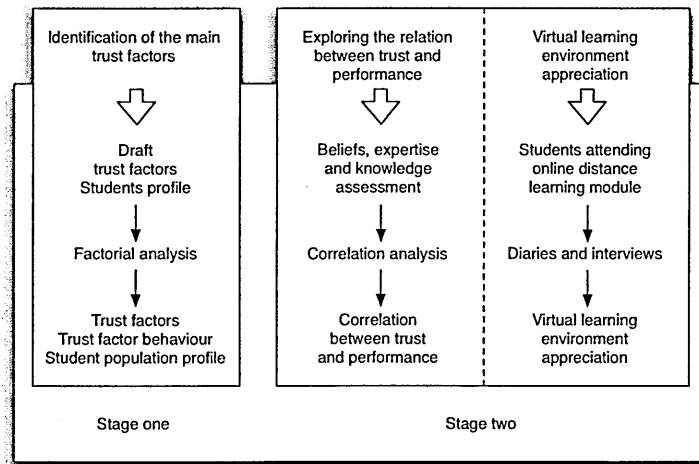 Identification of the main
trust factors
Draft
trust factors
Students profile
Factorial analysis
Trust factors
Trust factor behaviour
Student population profile
Stage one
Exploring the relation
between trust and
performance
Beliefs, expertise
and knowledge
assessment
Correlation analysis
Correlation
between trust
and performance
Virtual learning
environment
appreciation
Students attending
online distance
learning module
Diaries and interviews
Virtual learning
environment
appreciation
Stage two